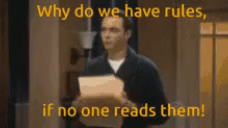 Why do we have rules,
if no one reads them!